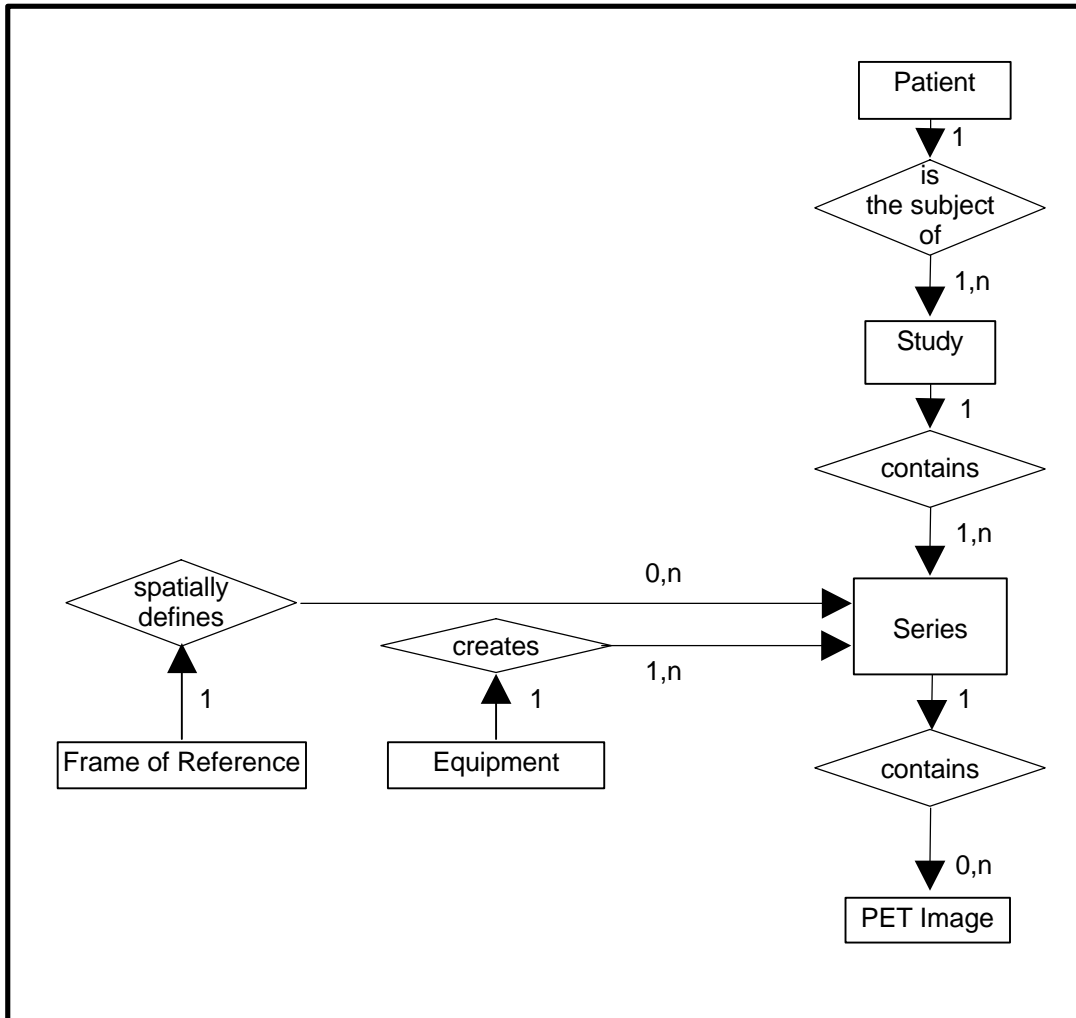 Patient
1
is
the subject
of
1,n
Study
1
contains
1,n
spatially
defines
0,n
Series
creates
1,n
1
1
1
Frame of Reference
Equipment
contains
0,n
PET Image